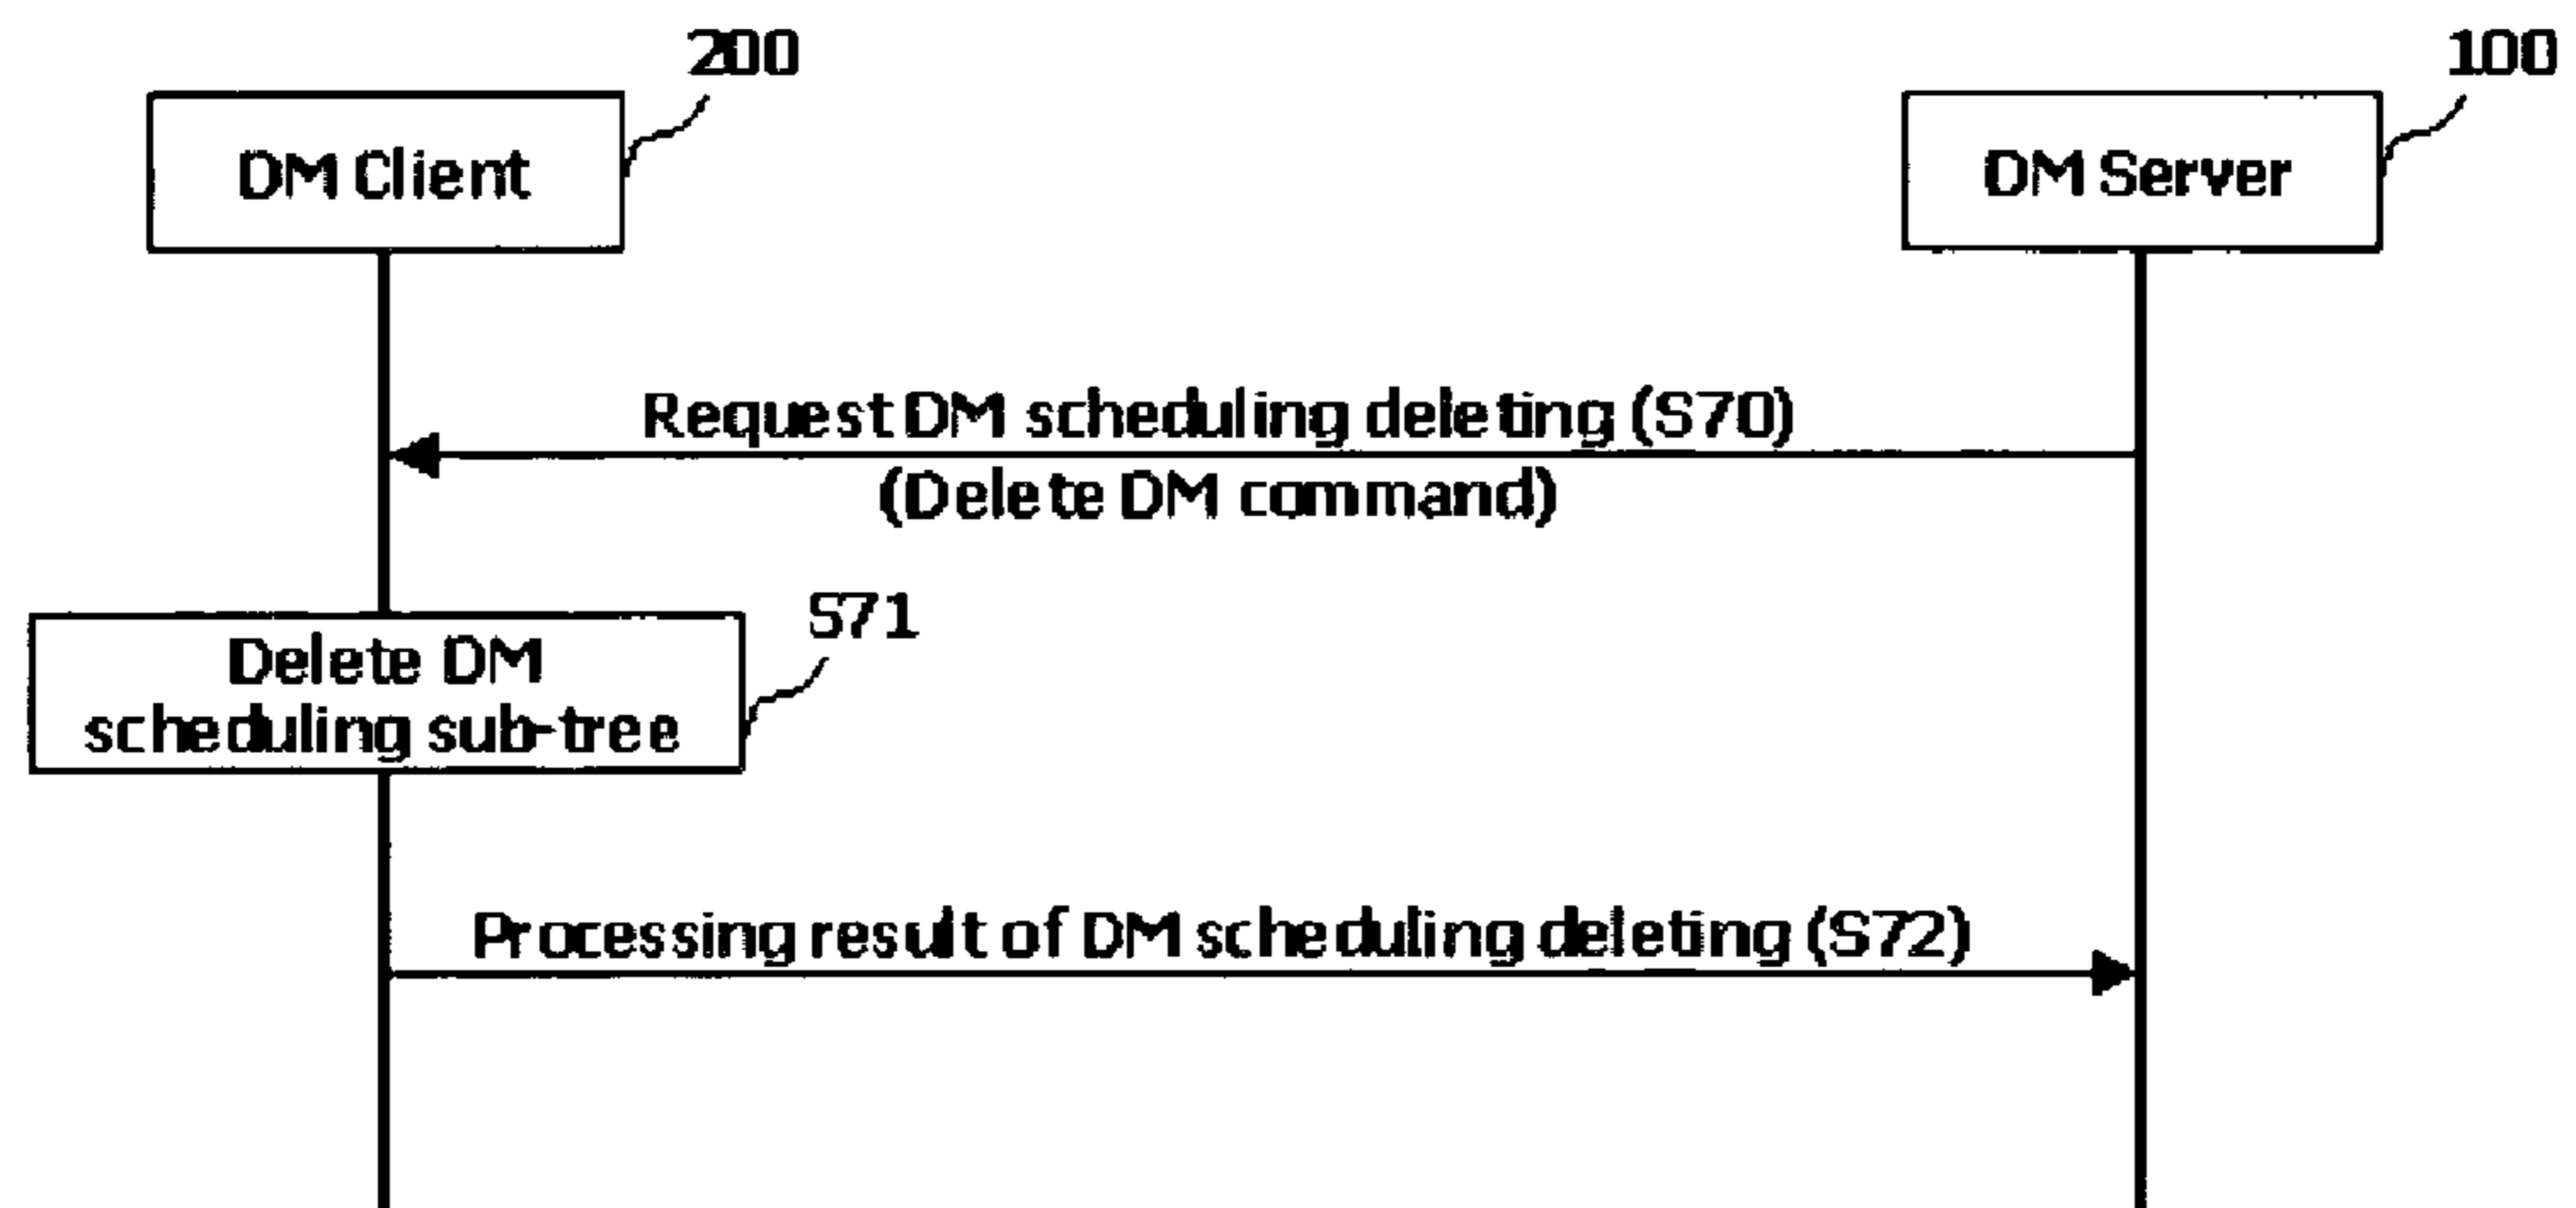 200
100
DM Client
DM Server
Request DM scheduling deleting (S70)
(Delete DM command)
S71
Delete DM
scheduling sub-tree
Processing result of DM scheduling deleting (S72)